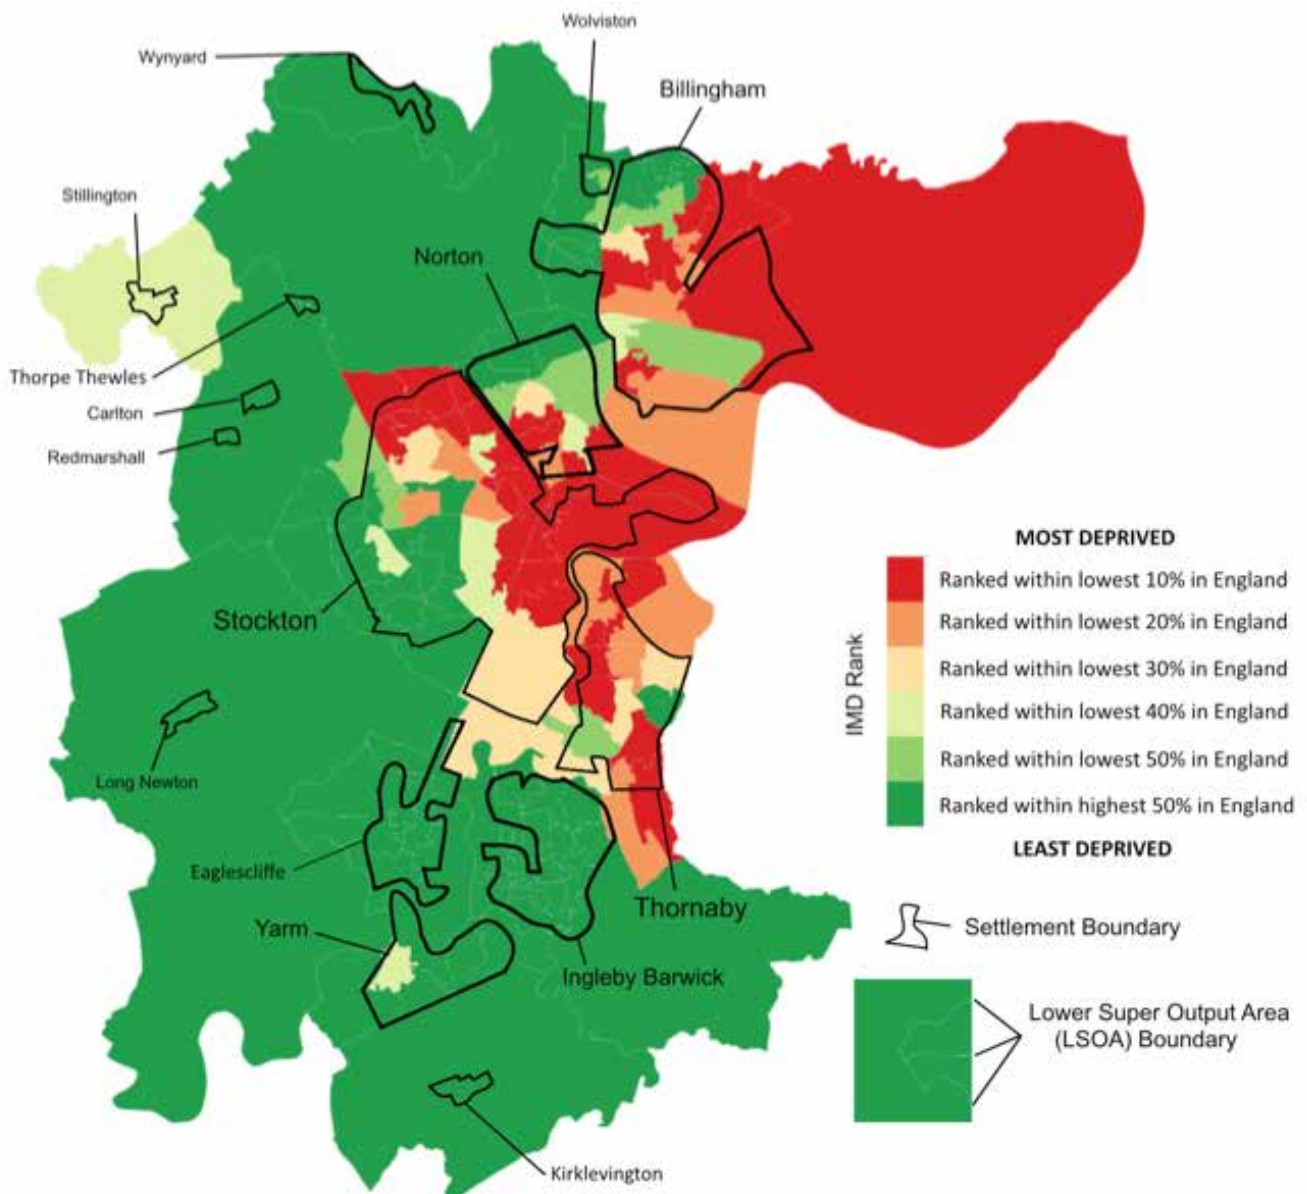 Wolviston
Wynyard
Billingham
Stillington
Norton
Thorpe Thewles
Carlton
Redmarshall
Stockton
Long Newton
Eaglescliffe
Yarm
Thornaby
Ingleby Barwick
Kirklevington
MOST DEPRIVED
IMD Rank
Ranked within lowest 10% in England
Ranked within lowest 20% in England
Ranked within lowest 30% in England
Ranked within lowest 40% in England
Ranked within lowest 50% in England
Ranked within highest 50% in England
LEAST DEPRIVED
Settlement Boundary
Lower Super Output Area
(LSOA) Boundary